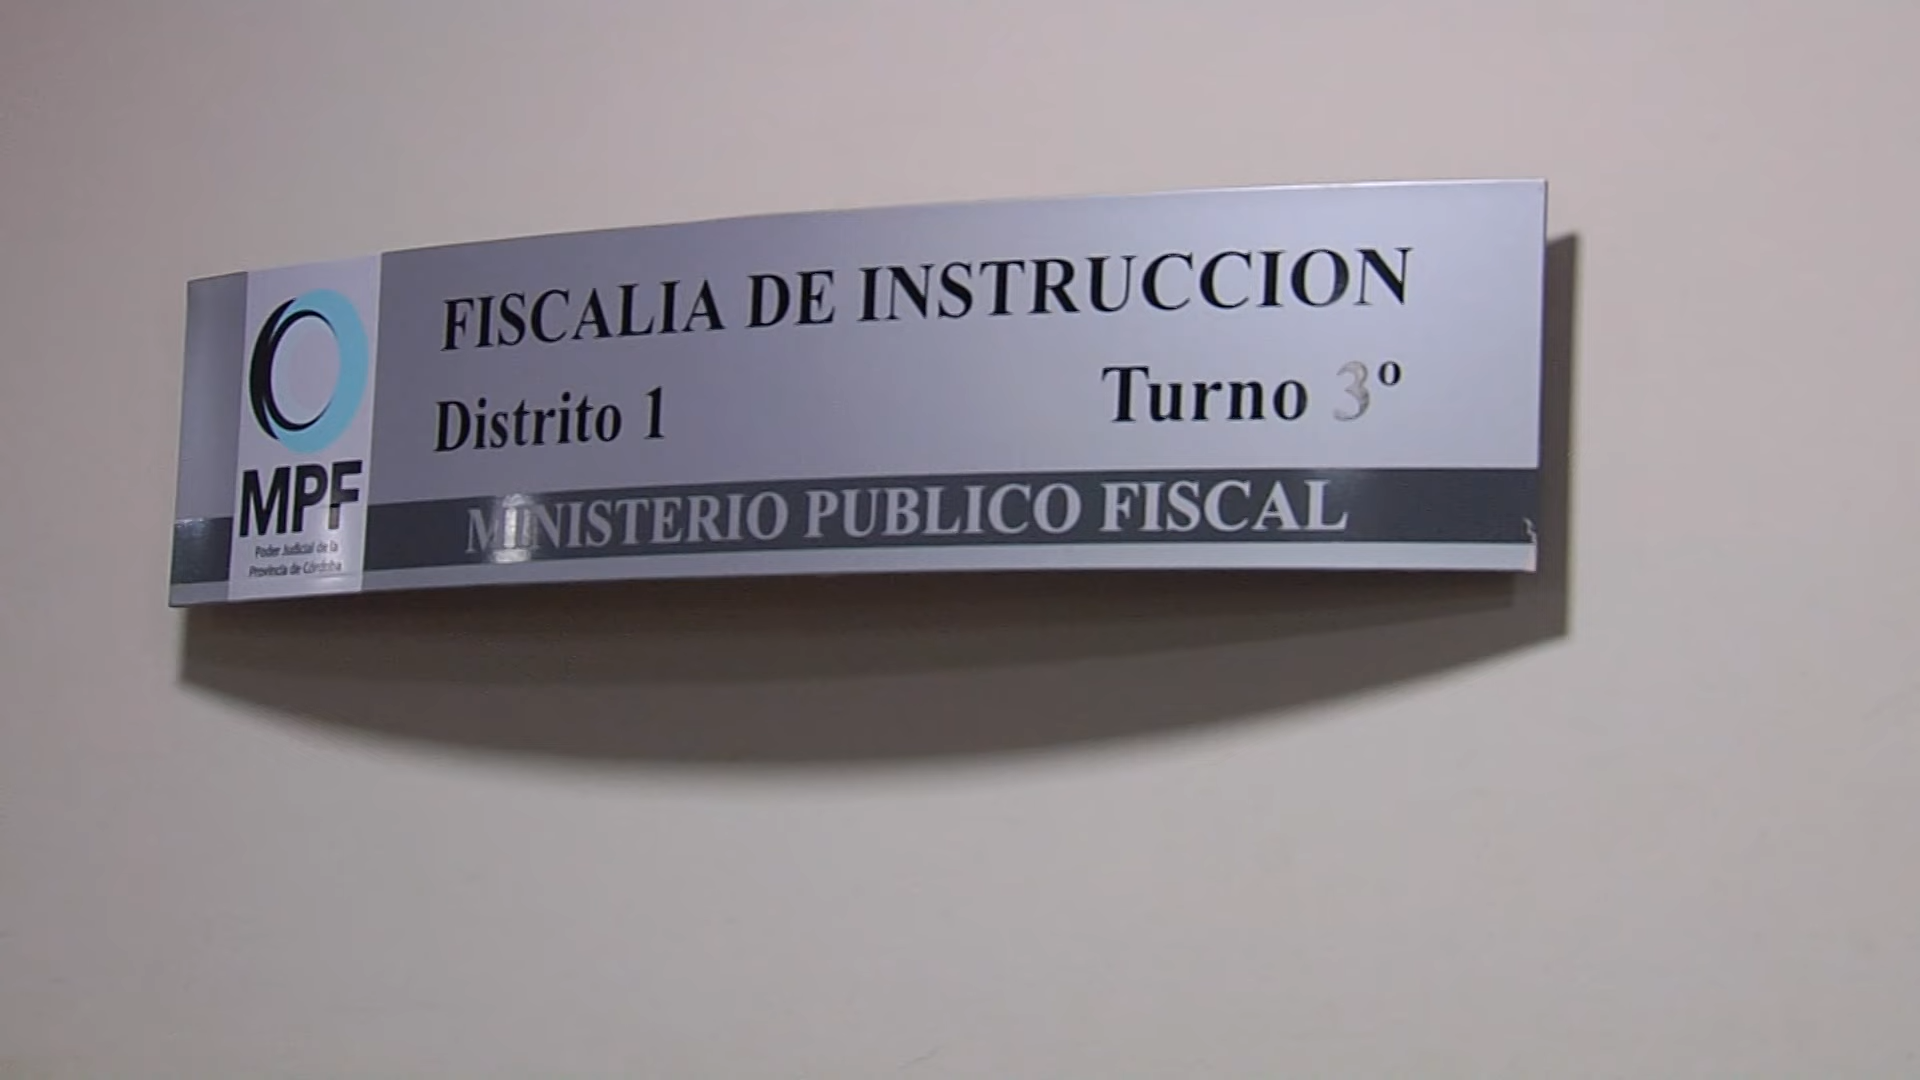 FISCALIA DE INSTRUCCION
Distrito 1
Turno 3º
MINISTERIO PUBLICO FISCAL
MPF
Poder Judicial de la
Provincia de Córdoba